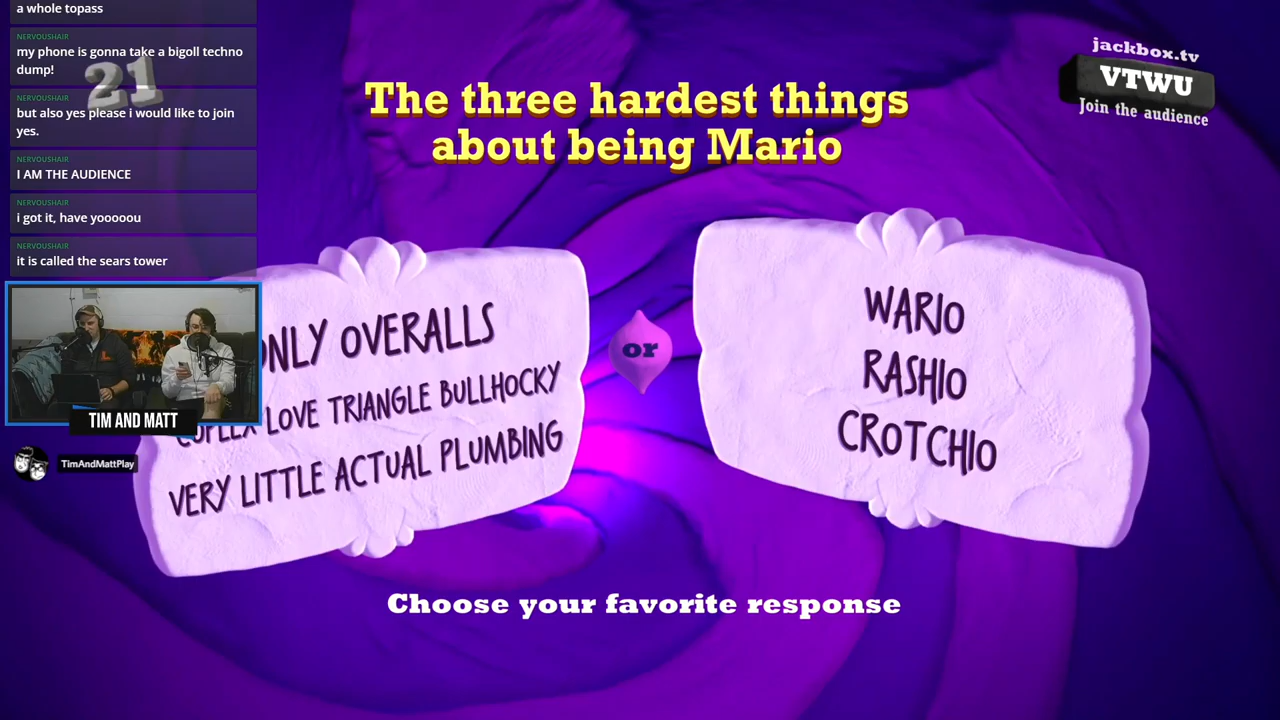 a whole topass
NERVOUSHAIR
my phone is gonna take a bigoll techno
dump!
21
NERVOUSHAIR
but also yes please i would like to join
yes.
NERVOUSHAIR
I AM THE AUDIENCE
NERVOUSHAIR
i got it, have yooooou
NERVOUSHAIR
it is called the sears tower
TIM AND MATT
TimAndMattPlay
The three hardest things
about being Mario
jackbox.tv
VTWU
Join the audience
ONLY OVERALLS
LOVE TRIANGLE BULLHOCKY
VERY LITTLE ACTUAL PLUMBING
or
WARIO
RASHIO
CROTCHIO
Choose your favorite response